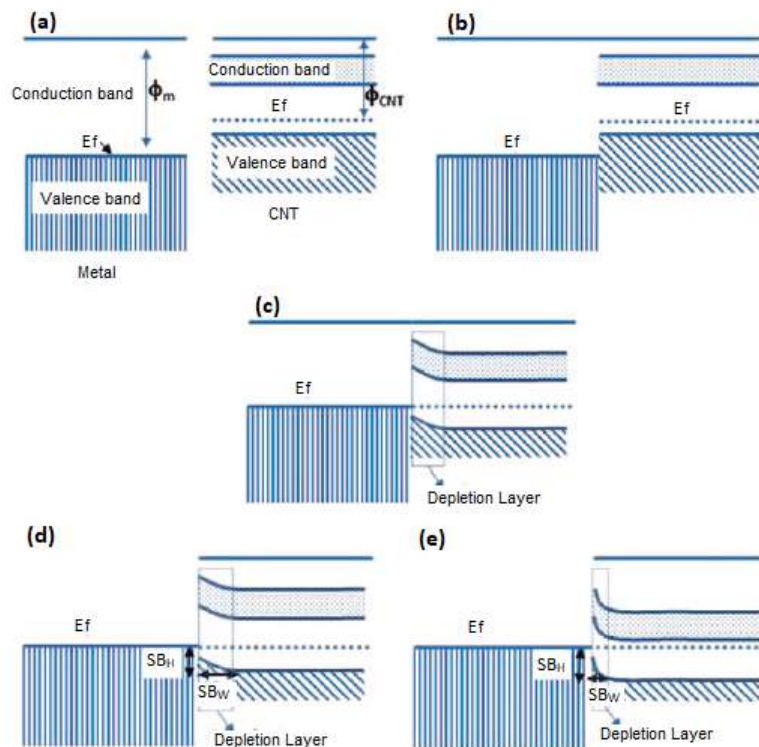 (a)
Conduction band
ϕm
Ef
Valence band
Metal
Conduction band
ϕCNT
Ef
Valence band
CNT
(b)
Ef
Ef
(c)
Ef
Depletion Layer
(d)
Ef
SBH
SBW
Depletion Layer
(e)
Ef
SBH
SBW
Depletion Layer